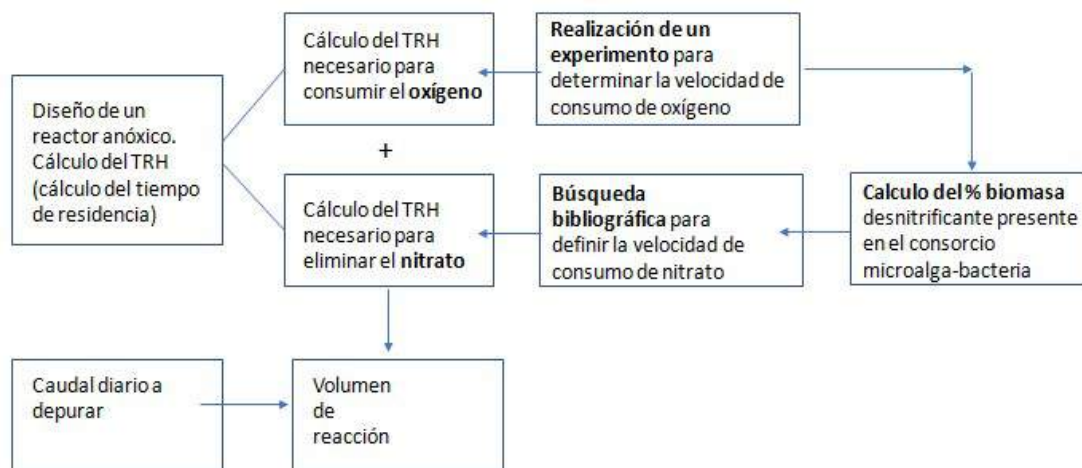 Cálculo del TRH
necesario para
consumir el oxígeno
Realización de un
experimento para
determinar la velocidad de
consumo de oxígeno
Diseño de un
reactor anóxico.
Cálculo del TRH
(cálculo del tiempo
de residencia)
+
Cálculo del TRH
necesario para
eliminar el nitrato
Búsqueda
bibliográfica para
definir la velocidad de
consumo de nitrato
Calculo del % biomasa
desnitrificante presente
en el consorcio
microalga-bacteria
Caudal diario a
depurar
Volumen
de
reacción